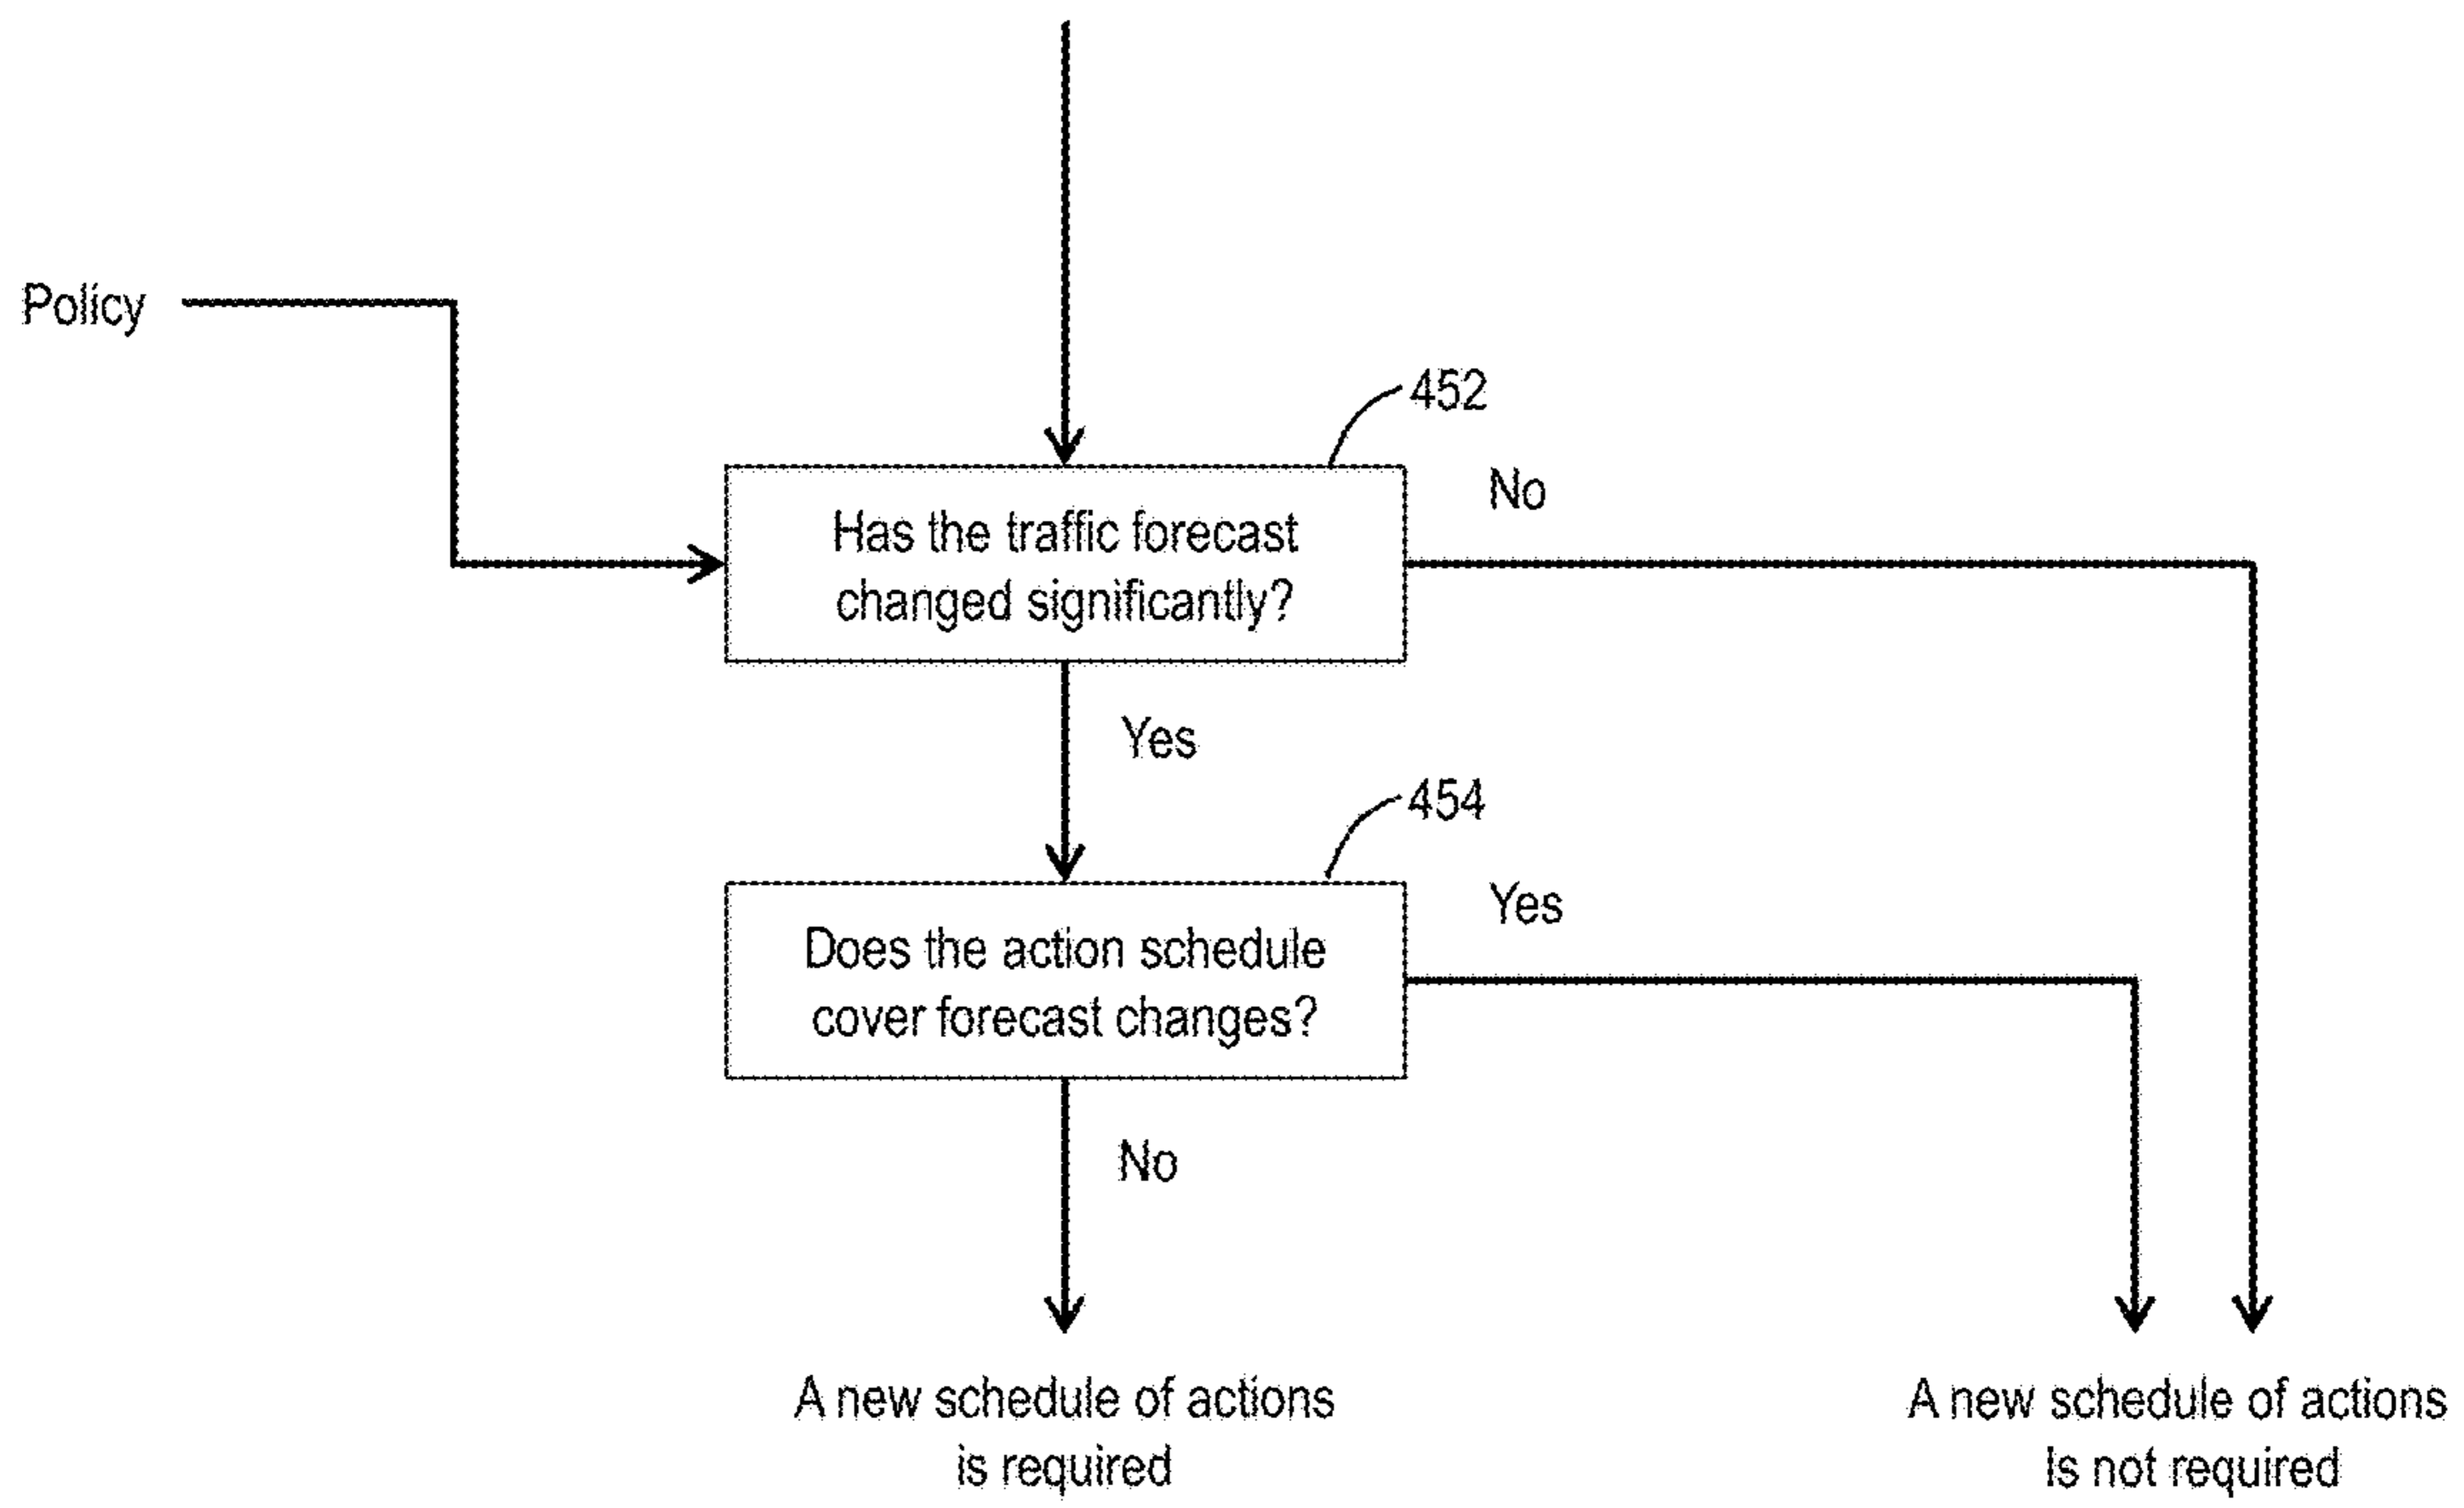 Policy
452
No
Has the traffic forecast
changed significantly?
Yes
454
Yes
Does the action schedule
cover forecast changes?
No
A new schedule of actions
is required
A new schedule of actions
Is not required